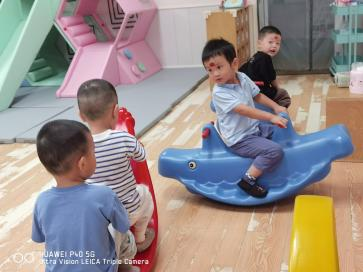 HUAWEI P40 5G
Ultra Vision LEICA Triple Camera